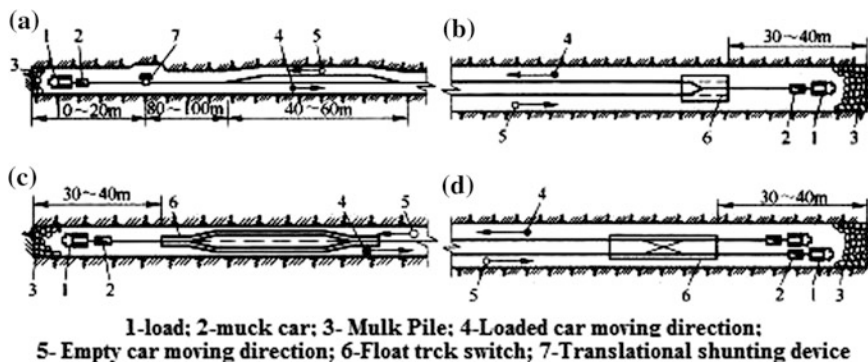 (a)
1 2 7 4 5
3
10~20m 80~100m 40~60m
(b)
4 30~40m
5 6 2 1 3
(c)
30~40m 6 4 5
3 1 2
(d)
4 30~40m
5 6 2 1 3
1-load; 2-muck car; 3- Mulk Pile; 4-Loaded car moving direction;
5- Empty car moving direction; 6-Float trck switch; 7-Translational shunting device